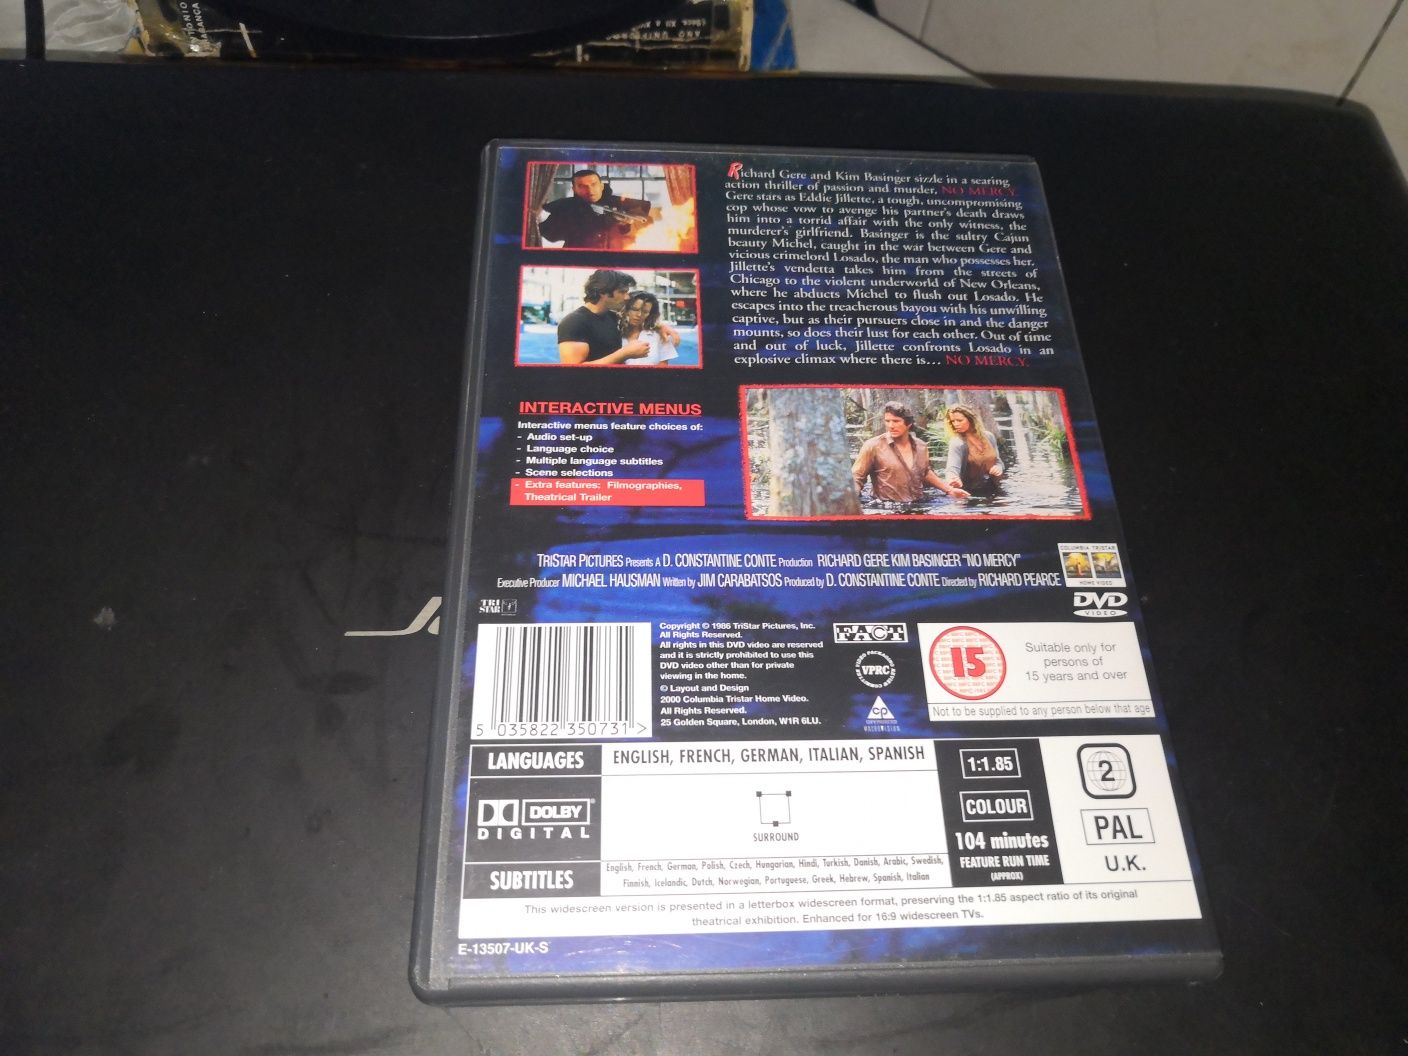 Richard Gere and Kim Basinger sizzle in a searing
action thriller of passion and murder, NO MERCY.
Gere stars as Eddie Jillette, a tough, uncompromising
cop whose vow to avenge his partner's death draws
him into a torrid affair with the only witness, the
murderer's girlfriend. Basinger is the sultry Cajun
beauty Michel, caught in the war between Gere and
vicious crimelord Losado, the man who possesses her.
Jillette's vendetta takes him from the streets of
Chicago to the violent underworld of New Orleans,
where he abducts Michel to flush out Losado. He
escapes into the treacherous bayou with his unwilling
captive, but as their pursuers close in and the danger
mounts, so does their lust for each other. Out of time
and out of luck, Jillette confronts Losado in an
explosive climax where there is... NO MERCY.
INTERACTIVE MENUS
Interactive menus feature choices of:
- Audio set-up
- Language choice
- Multiple language subtitles
- Scene selections
- Extra features: Filmographies,
Theatrical Trailer
TRISTAR PICTURES Presents A D. CONSTANTINE CONTE Production RICHARD GERE KIM BASINGER "NO MERCY"
Executive Producer MICHAEL HAUSMAN Written by JIM CARABATSOS Produced by D. CONSTANTINE CONTE Directed by RICHARD PEARCE
COLUMBIA TRISTAR
HOME VIDEO
DVD
VIDEO
TRI
STAR
Copyright © 1986 TriStar Pictures, Inc.
All Rights Reserved.
All rights in this DVD video are reserved
and it is strictly prohibited to use this
DVD video other than for private
viewing in the home.
© Layout and Design
2000 Columbia Tristar Home Video.
All Rights Reserved.
25 Golden Square, London, W1R 6LU.
5 035822 350731 >
FACT
VIDEO PACKAGING REVIEW COMMITTEE
VPRC
CP
COPY PROTECTED
MACROVISION
15
Suitable only for
persons of
15 years and over
Not to be supplied to any person below that age
LANGUAGES
ENGLISH, FRENCH, GERMAN, ITALIAN, SPANISH
DOLBY
DIGITAL
SURROUND
SUBTITLES
English, French, German, Polish, Czech, Hungarian, Hindi, Turkish, Danish, Arabic, Swedish,
Finnish, Icelandic, Dutch, Norwegian, Portuguese, Greek, Hebrew, Spanish, Italian
1:1.85
COLOUR
104 minutes
FEATURE RUN TIME
(APPROX)
2
PAL
U.K.
This widescreen version is presented in a letterbox widescreen format, preserving the 1:1.85 aspect ratio of its original
theatrical exhibition. Enhanced for 16:9 widescreen TVs.
E-13507-UK-S